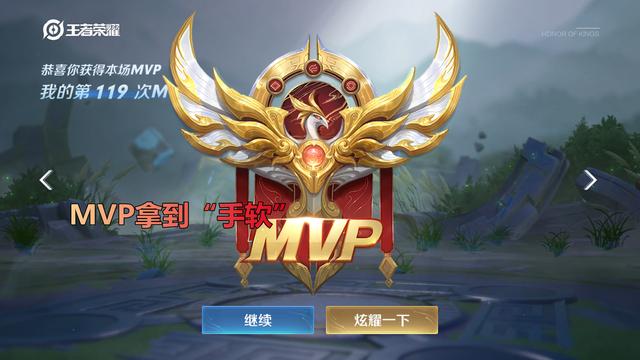 王者荣耀
HONOR OF KINGS
恭喜你获得本场MVP
我的第 119 次M
MVP拿到“手软”
MVP
继续
炫耀一下